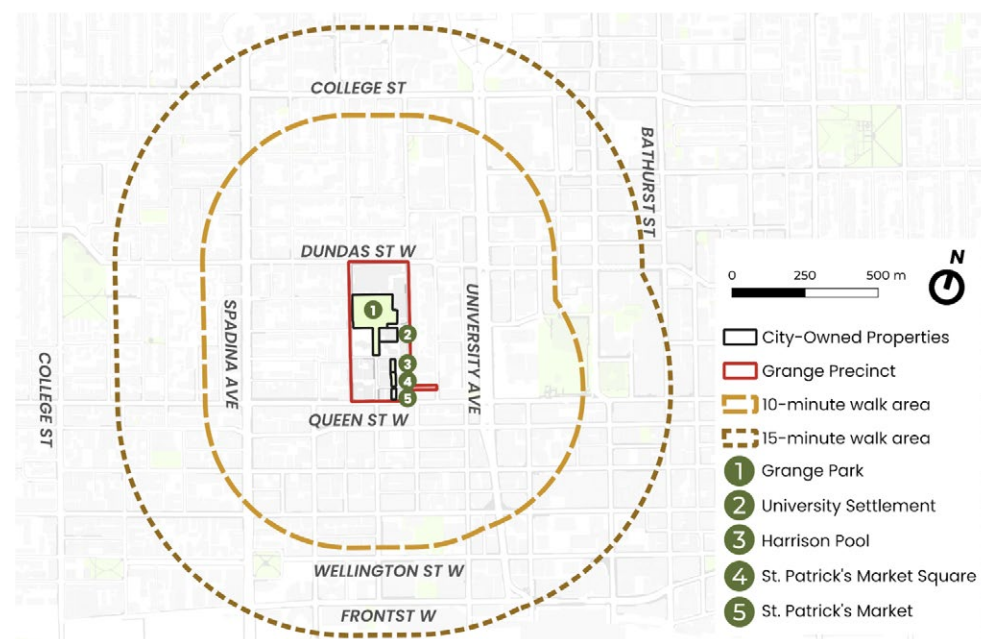 COLLEGE ST
BATHURST ST
DUNDAS ST W
SPADINA AVE
UNIVERSITY AVE
COLLEGE ST
QUEEN ST W
WELLINGTON ST W
FRONTST W
1
2
3
4
5
N
0 250 500 m
City-Owned Properties
Grange Precinct
10-minute walk area
15-minute walk area
1 Grange Park
2 University Settlement
3 Harrison Pool
4 St. Patrick's Market Square
5 St. Patrick's Market